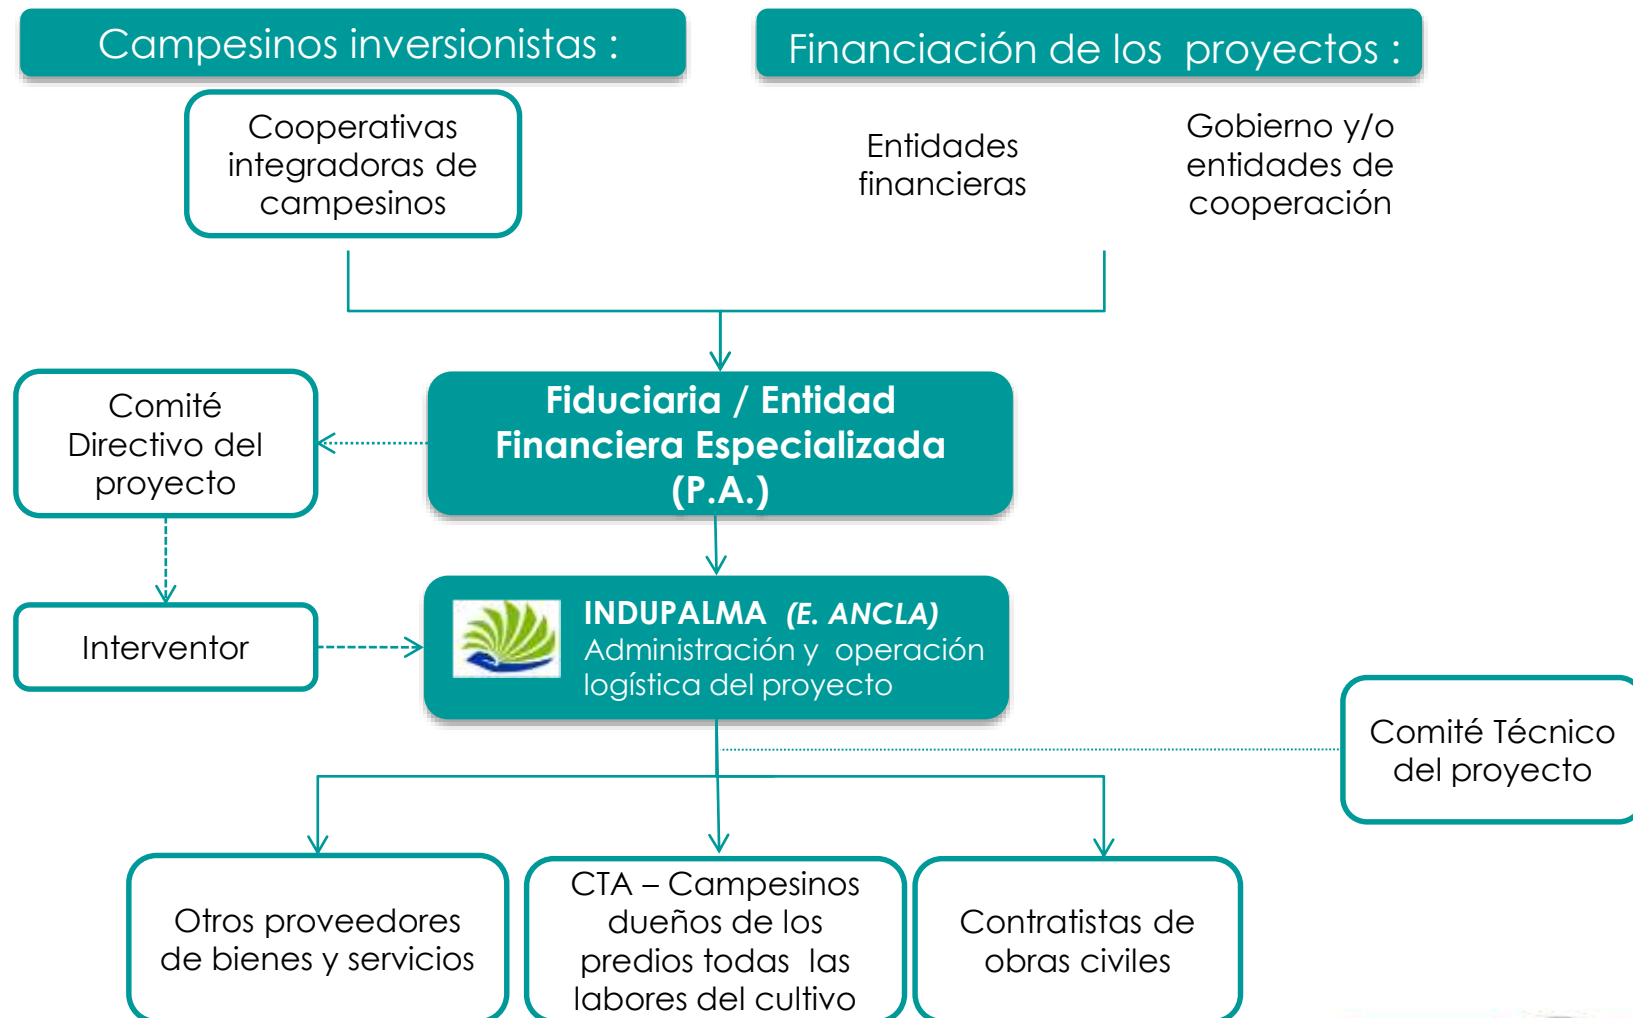 Campesinos inversionistas :
Financiación de los proyectos :
Cooperativas
integradoras de
campesinos
Entidades
financieras
Gobierno y/o
entidades de
cooperación
Comité
Directivo del
proyecto
Fiduciaria / Entidad
Financiera Especializada
(P.A.)
Interventor
INDUPALMA (E. ANCLA)
Administración y operación
logística del proyecto
Comité Técnico
del proyecto
Otros proveedores
de bienes y servicios
CTA – Campesinos
dueños de los
predios todas las
labores del cultivo
Contratistas de
obras civiles